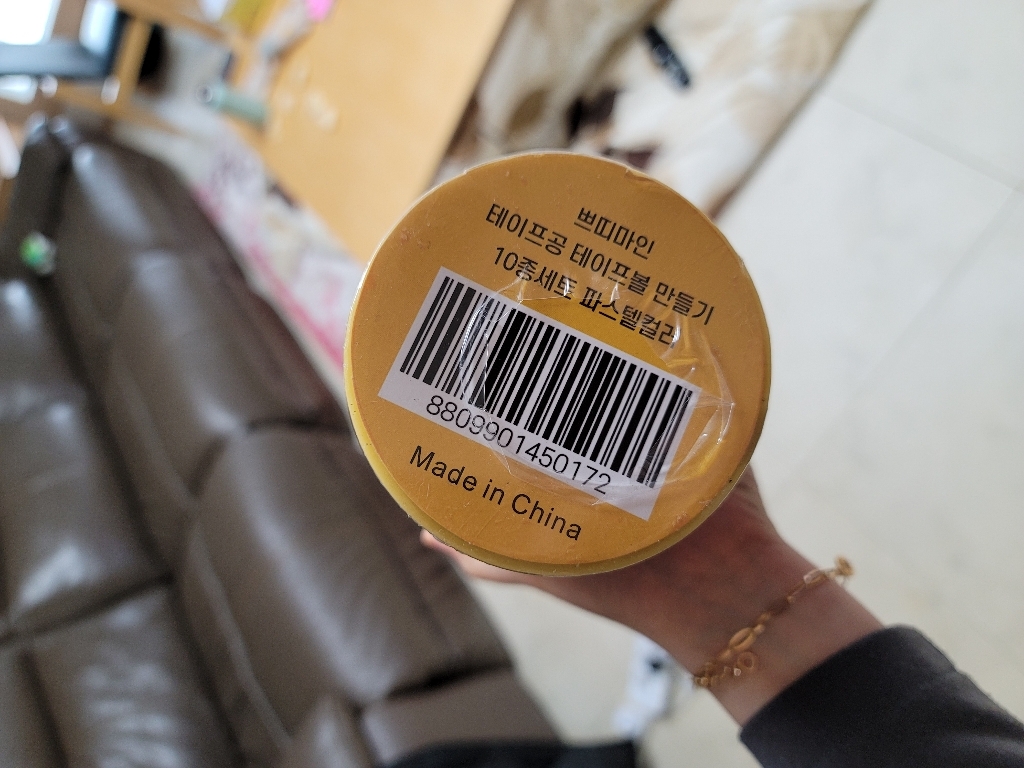 쁘띠마인
테이프공 테이프볼 만들기
10종세트 파스텔컬러
8809901450172
Made in China